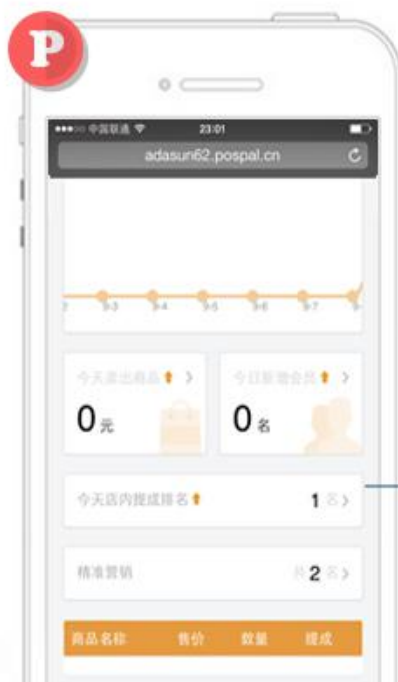 P
中国联通 23:01
adasun62.pospal.cn
2 9-3 9-4 9-5 9-6 9-7 9-
今天卖出商品 今日新增会员
0元 0名
今天店内提成排名 1名
精准营销 共2名
商品名称 售价 数量 提成